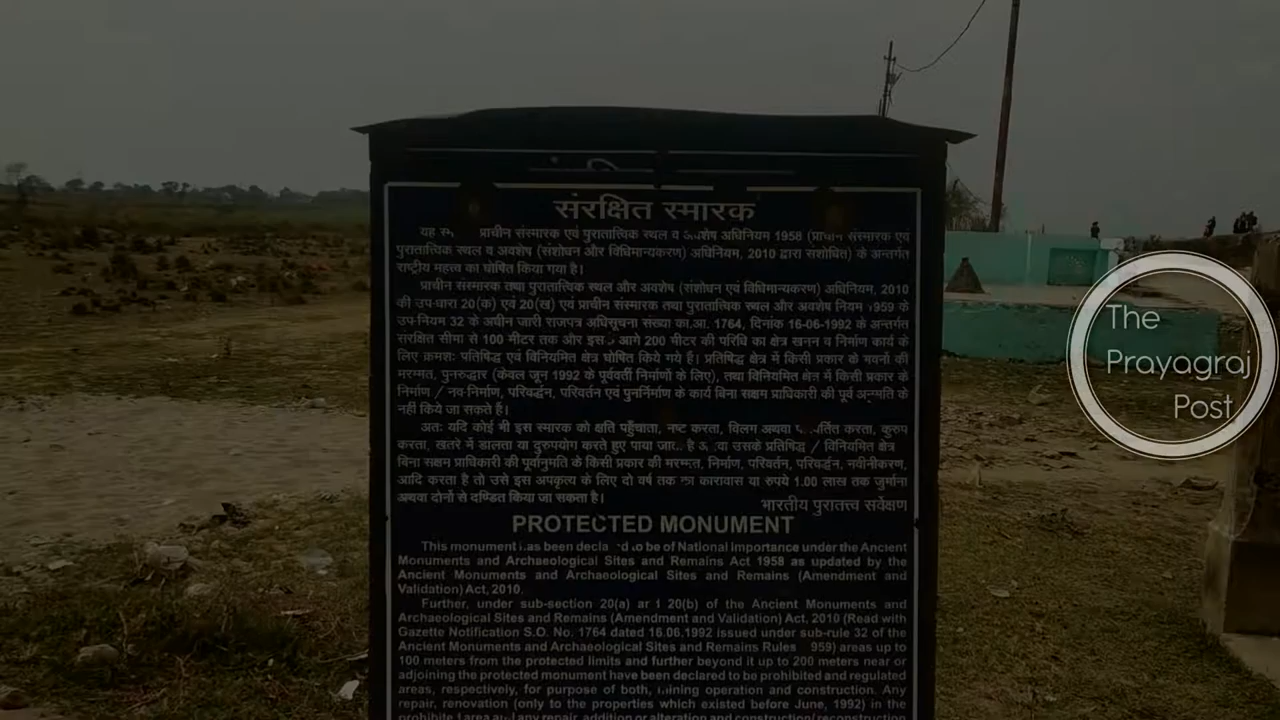 संरक्षित स्मारक
यह प्राचीन संस्मारक एवं पुरातात्त्विक स्थल व अवशेष अधिनियम 1958 (प्राचीन संस्मारक एवं
पुरातात्त्विक स्थल व अवशेष (संशोधन और विधिमान्यकरण) अधिनियम, 2010 द्वारा संशोधित) के अन्तर्गत
राष्ट्रीय महत्त्व का घोषित किया गया है।
प्राचीन संस्मारक तथा पुरातात्त्विक स्थल और अवशेष (संशोधन एवं विधिमान्यकरण) अधिनियम, 2010
की उप-धारा 20(क) एवं 20(ख) एवं प्राचीन संस्मारक तथा पुरातात्त्विक स्थल और अवशेष नियम 1959 के
उप-नियम 32 के अधीन जारी राजपत्र अधिसूचना संख्या का.आ. 1764, दिनांक 16-06-1992 के अन्तर्गत
संरक्षित सीमा से 100 मीटर तक और इसके आगे 200 मीटर की परिधि का क्षेत्र खनन व निर्माण कार्य के
लिए क्रमशः प्रतिषिद्ध एवं विनियमित क्षेत्र घोषित किये गये हैं। प्रतिषिद्ध क्षेत्र में किसी प्रकार के भवनों की
मरम्मत, पुनरुद्धार (केवल जून 1992 के पूर्ववर्ती निर्माणों के लिए), तथा विनियमित क्षेत्र में किसी प्रकार के
निर्माण / नव-निर्माण, परिवर्द्धन, परिवर्तन एवं पुनर्निर्माण के कार्य बिना सक्षम प्राधिकारी की पूर्व अनुमति के
नहीं किये जा सकते हैं।
अतः यदि कोई भी इस स्मारक को क्षति पहुँचाता, नष्ट करता, विलग अथवा परिवर्तित करता, कुरुप
करता, खतरे में डालता या दुरुपयोग करते हुए पाया जाता है अथवा उसके प्रतिषिद्ध / विनियमित क्षेत्र
बिना सक्षम प्राधिकारी की पूर्वानुमति के किसी प्रकार की मरम्मत, निर्माण, परिवर्तन, परिवर्द्धन, नवीनीकरण,
आदि करता है तो उसे इस अपकृत्य के लिए दो वर्ष तक का कारावास या रुपये 1.00 लाख तक जुर्माना
अथवा दोनों से दण्डित किया जा सकता है।
भारतीय पुरातत्त्व सर्वेक्षण
PROTECTED MONUMENT
This monument has been declared to be of National Importance under the Ancient
Monuments and Archaeological Sites and Remains Act 1958 as updated by the
Ancient Monuments and Archaeological Sites and Remains (Amendment and
Validation) Act, 2010.
Further, under sub-section 20(a) and 20(b) of the Ancient Monuments and
Archaeological Sites and Remains (Amendment and Validation) Act, 2010 (Read with
Gazette Notification S.O. No. 1764 dated 16.06.1992 issued under sub-rule 32 of the
Ancient Monuments and Archaeological Sites and Remains Rules 959) areas up to
100 meters from the protected limits and further beyond it up to 200 meters near or
adjoining the protected monument have been declared to be prohibited and regulated
areas, respectively, for purpose of both, mining operation and construction. Any
repair, renovation (only to the properties which existed before June, 1992) in the
The
Prayagraj
Post